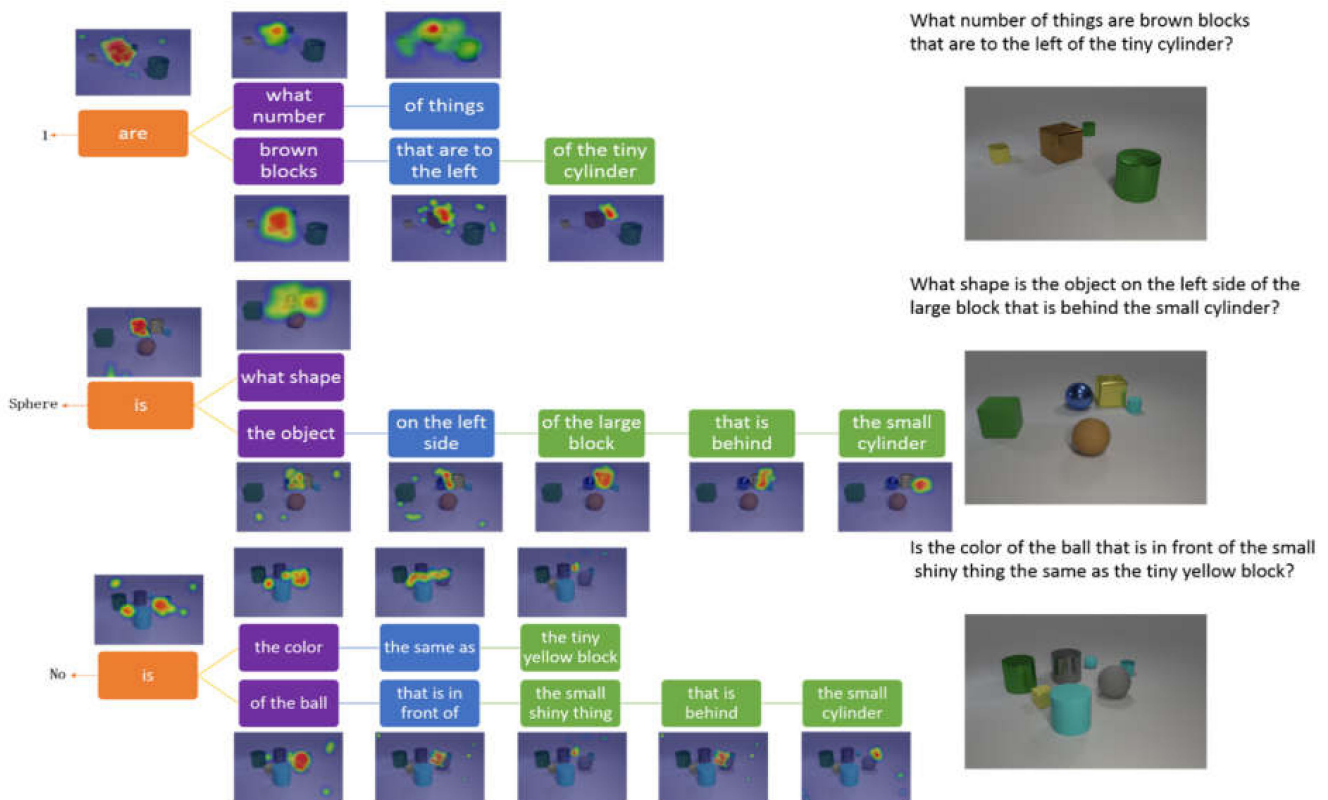 What number of things are brown blocks
that are to the left of the tiny cylinder?
what
number
of things
1
are
brown
blocks
that are to
the left
of the tiny
cylinder
What shape is the object on the left side of the
large block that is behind the small cylinder?
what shape
Sphere
is
the object
on the left
side
of the large
block
that is
behind
the small
cylinder
Is the color of the ball that is in front of the small
shiny thing the same as the tiny yellow block?
the color
the same as
the tiny
yellow block
No
is
of the ball
that is in
front of
the small
shiny thing
that is
behind
the small
cylinder